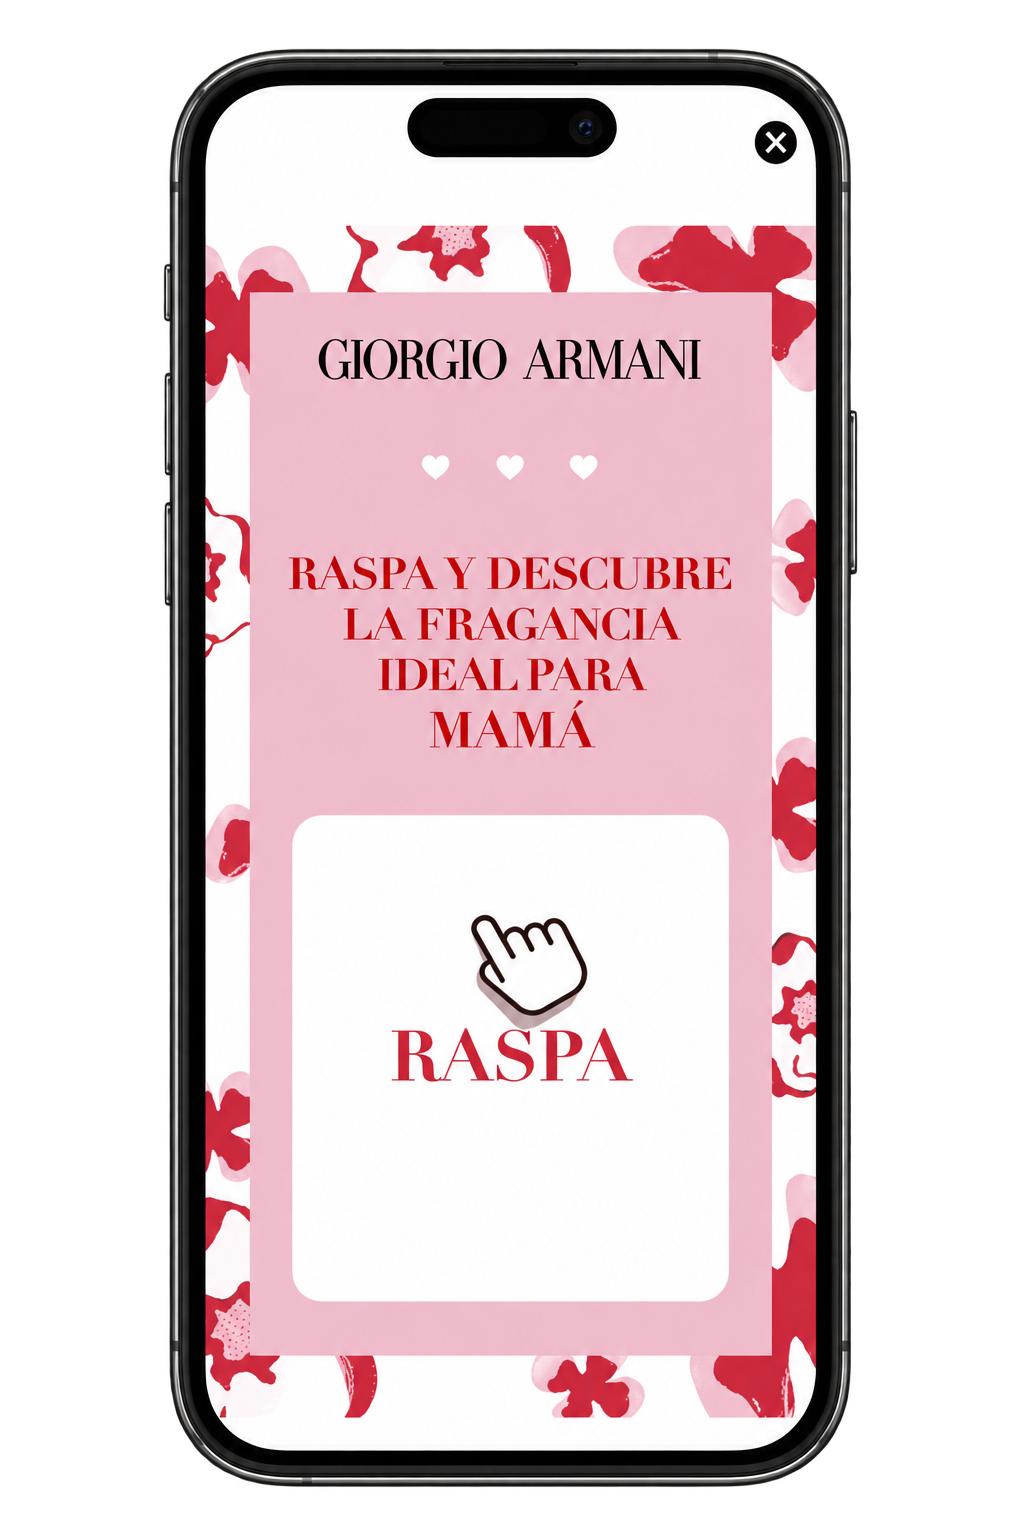 GIORGIO ARMANI
RASPA Y DESCUBRE
LA FRAGANCIA
IDEAL PARA
MAMÁ
RASPA